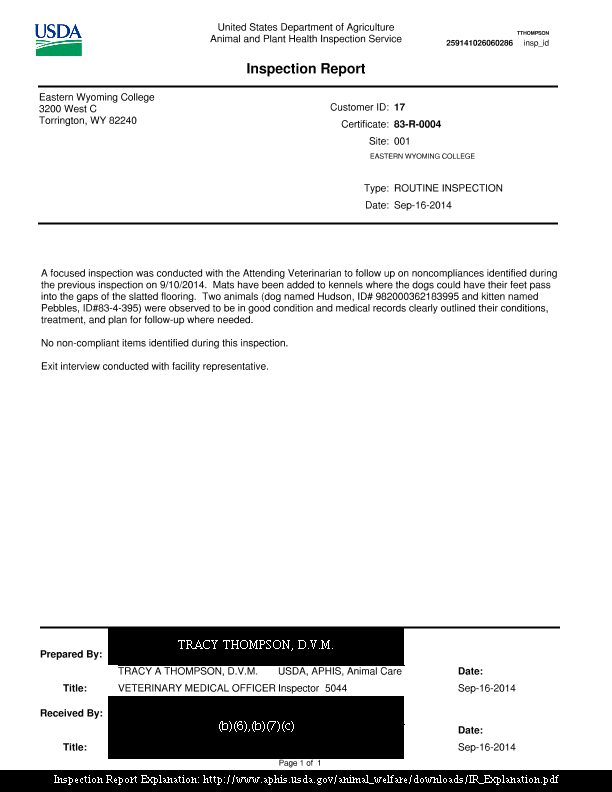 USDA
United States Department of Agriculture
Animal and Plant Health Inspection Service
TTHOMPSON
259141026060286 insp_id
Inspection Report
Eastern Wyoming College
3200 West C
Torrington, WY 82240
Customer ID: 17
Certificate: 83-R-0004
Site: 001
EASTERN WYOMING COLLEGE
Type: ROUTINE INSPECTION
Date: Sep-16-2014
A focused inspection was conducted with the Attending Veterinarian to follow up on noncompliances identified during
the previous inspection on 9/10/2014. Mats have been added to kennels where the dogs could have their feet pass
into the gaps of the slatted flooring. Two animals (dog named Hudson, ID# 982000362183995 and kitten named
Pebbles, ID#83-4-395) were observed to be in good condition and medical records clearly outlined their conditions,
treatment, and plan for follow-up where needed.
No non-compliant items identified during this inspection.
Exit interview conducted with facility representative.
TRACY THOMPSON, D.V.M.
Prepared By:
TRACY A THOMPSON, D.V.M. USDA, APHIS, Animal Care Date:
Title: VETERINARY MEDICAL OFFICER Inspector 5044 Sep-16-2014
Received By:
(b)(6),(b)(7)(c)
Date:
Title: Sep-16-2014
Page 1 of 1
Inspection Report Explanation: http://www.aphis.usda.gov/animal_welfare/downloads/IR_Explanation.pdf